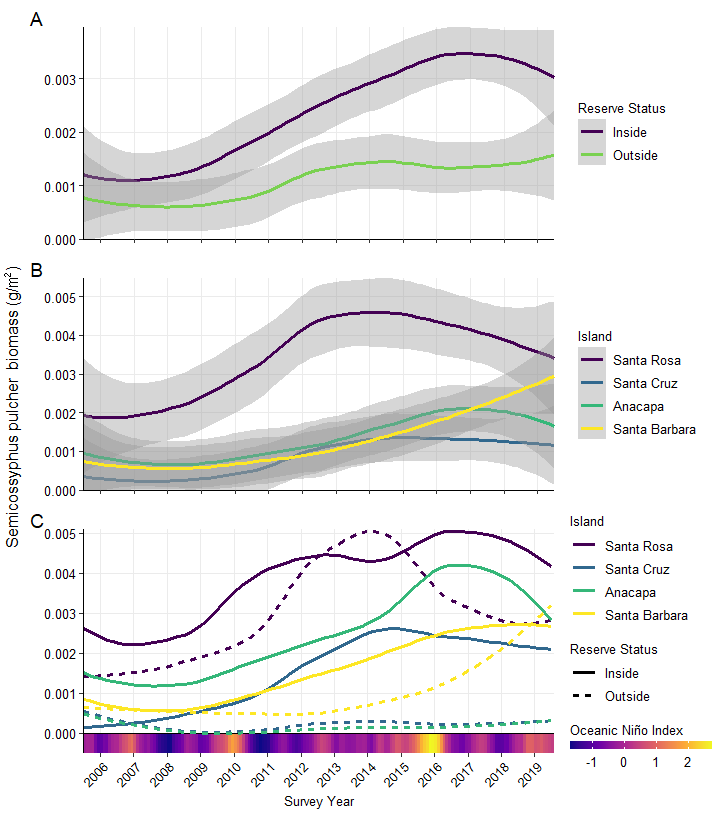 A
0.003
0.002
0.001
0.000
Reserve Status
Inside
Outside
B
0.005
0.004
0.003
0.002
0.001
0.000
Island
Santa Rosa
Santa Cruz
Anacapa
Santa Barbara
Semicossyphus pulcher biomass (g/m²)
C
0.005
0.004
0.003
0.002
0.001
0.000
2006 2007 2008 2009 2010 2011 2012 2013 2014 2015 2016 2017 2018 2019
Survey Year
Island
Santa Rosa
Santa Cruz
Anacapa
Santa Barbara
Reserve Status
Inside
Outside
Oceanic Niño Index
-1 0 1 2